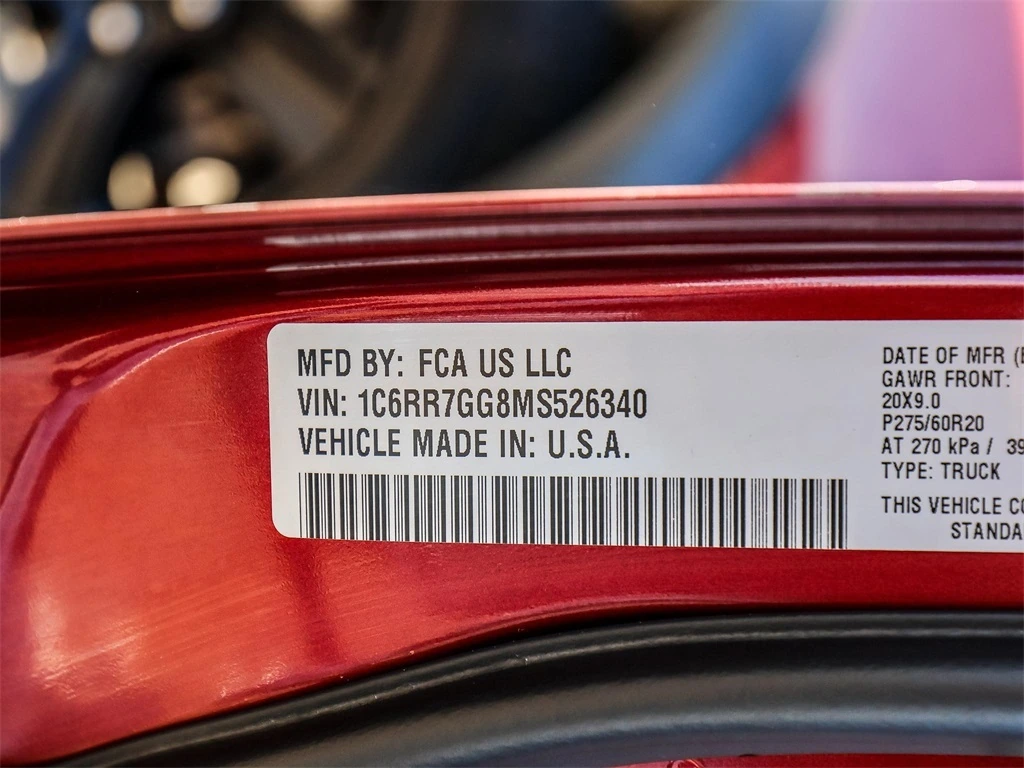 MFD BY: FCA US LLC
VIN: 1C6RR7GG8MS526340
VEHICLE MADE IN: U.S.A.
DATE OF MFR
GAWR FRONT:
20X9.0
P275/60R20
AT 270 kPa / 39
TYPE: TRUCK
THIS VEHICLE